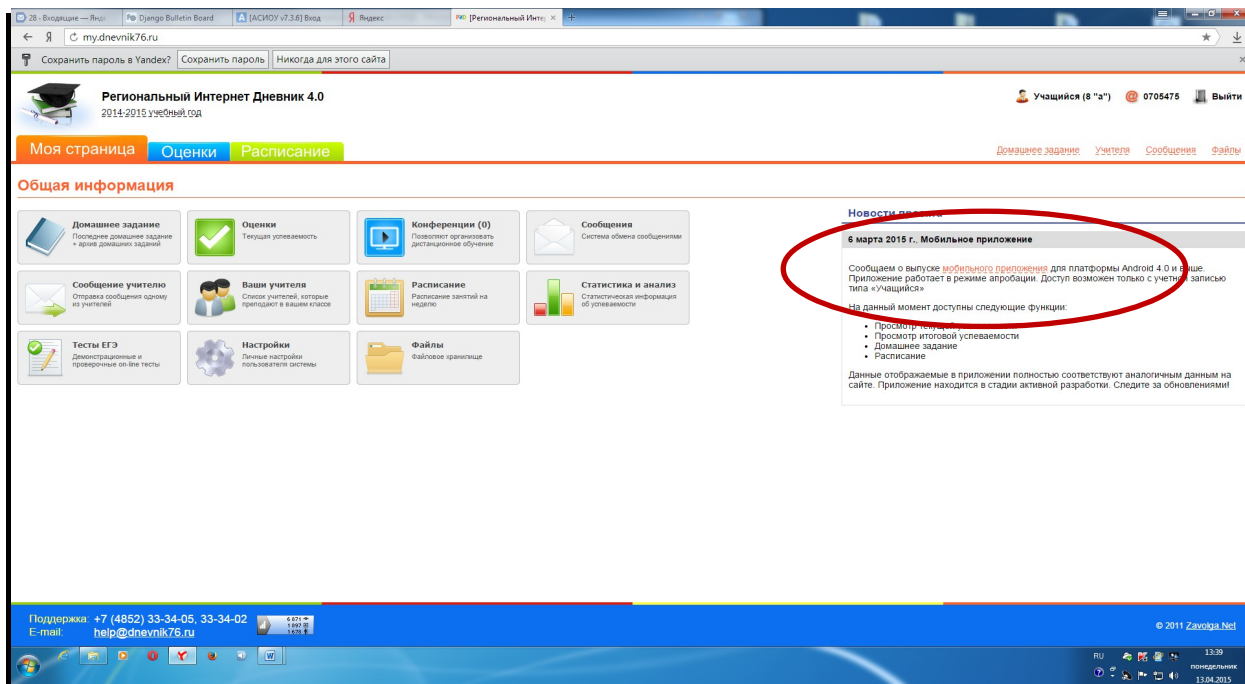 28 · Входящие — Янд
Django Bulletin Board
[АСИОУ v7.3.6] Вход
Яндекс
[Региональный Инте
my.dnevnik76.ru
Сохранить пароль в Yandex? Сохранить пароль Никогда для этого сайта
Региональный Интернет Дневник 4.0
2014-2015 учебный год
Учащийся (8 "а") 0705475 Выйти
Моя страница Оценки Расписание
Домашнее задание Учителя Сообщения Файлы
Общая информация
Домашнее задание
Последнее домашнее задание
+ архив домашних заданий
Оценки
Текущая успеваемость
Конференции (0)
Позволяют организовать
дистанционное обучение
Сообщения
Система обмена сообщениями
Сообщение учителю
Отправка сообщения одному
из учителей
Ваши учителя
Список учителей, которые
преподают в вашем классе
Расписание
Расписание занятий на
неделю
Статистика и анализ
Статистическая информация
об успеваемости
Тесты ЕГЭ
Демонстрационные и
проверочные on-line тесты
Настройки
Личные настройки
пользователя системы
Файлы
Файловое хранилище
Новости проекта
6 марта 2015 г., Мобильное приложение
Сообщаем о выпуске мобильного приложения для платформы Android 4.0 и выше.
Приложение работает в режиме апробации. Доступ возможен только с учетной записью
типа «Учащийся»
На данный момент доступны следующие функции:
Просмотр текущей
Просмотр итоговой успеваемости
Домашнее задание
Расписание
Данные отображаемые в приложении полностью соответствуют аналогичным данным на
сайте. Приложение находится в стадии активной разработки. Следите за обновлениями!
Поддержка: +7 (4852) 33-34-05, 33-34-02
E-mail: help@dnevnik76.ru
© 2011 Zavolga.Net
RU
13:39
понедельник
13.04.2015